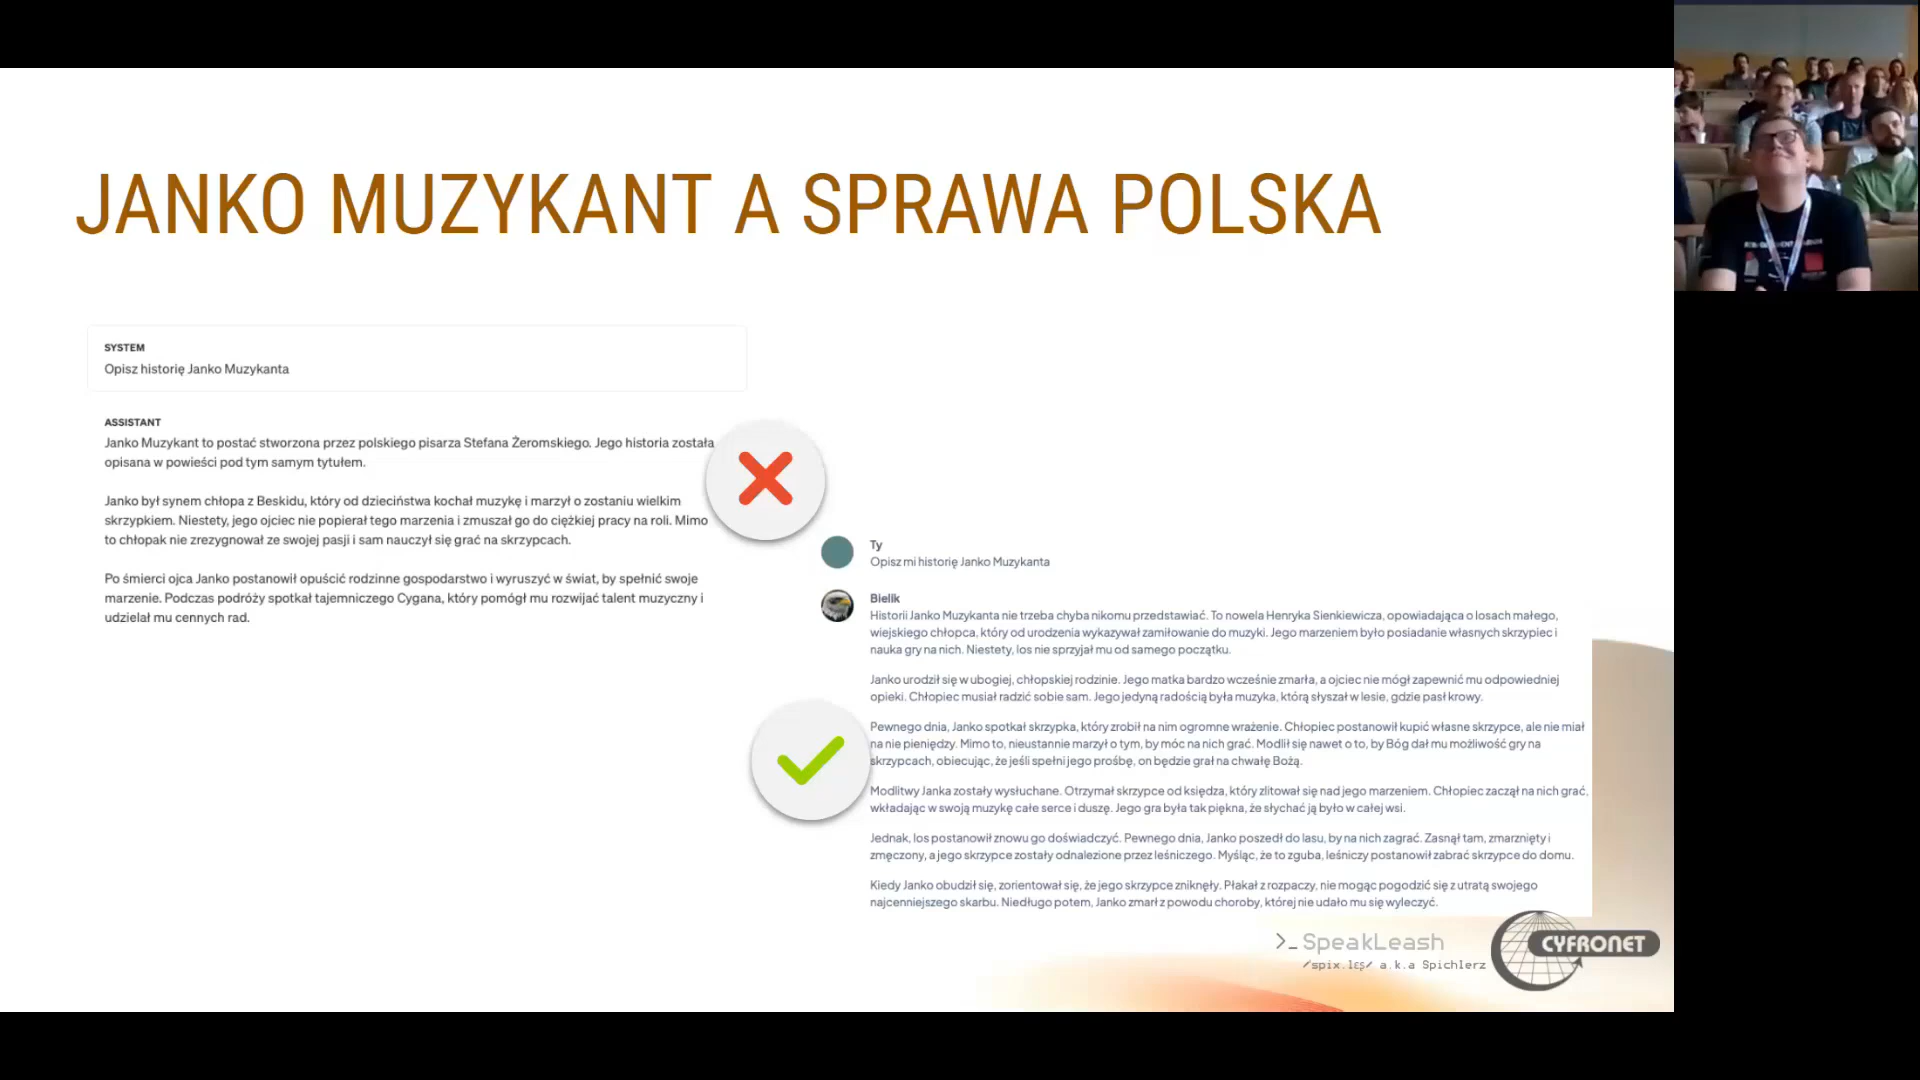 JANKO MUZYKANT A SPRAWA POLSKA
SYSTEM
Opisz historię Janko Muzykanta
ASSISTANT
Janko Muzykant to postać stworzona przez polskiego pisarza Stefana Żeromskiego. Jego historia została
opisana w powieści pod tym samym tytułem.
Janko był synem chłopa z Beskidu, który od dzieciństwa kochał muzykę i marzył o zostaniu wielkim
skrzypkiem. Niestety, jego ojciec nie popierał tego marzenia i zmuszał go do ciężkiej pracy na roli. Mimo
to chłopak nie zrezygnował ze swojej pasji i sam nauczył się grać na skrzypcach.
Po śmierci ojca Janko postanowił opuścić rodzinne gospodarstwo i wyruszyć w świat, by spełnić swoje
marzenie. Podczas podróży spotkał tajemniczego Cygana, który pomógł mu rozwijać talent muzyczny i
udzielał mu cennych rad.
Ty
Opisz mi historię Janko Muzykanta
Bielik
Historii Janko Muzykanta nie trzeba chyba nikomu przedstawiać. To nowela Henryka Sienkiewicza, opowiadająca o losach małego,
wiejskiego chłopca, który od urodzenia wykazywał zamiłowanie do muzyki. Jego marzeniem było posiadanie własnych skrzypiec i
nauka gry na nich. Niestety, los nie sprzyjał mu od samego początku.
Janko urodził się w ubogiej, chłopskiej rodzinie. Jego matka bardzo wcześnie zmarła, a ojciec nie mógł zapewnić mu odpowiedniej
opieki. Chłopiec musiał radzić sobie sam. Jego jedyną radością była muzyka, którą słyszał w lesie, gdzie pasł krowy.
Pewnego dnia, Janko spotkał skrzypka, który zrobił na nim ogromne wrażenie. Chłopiec postanowił kupić własne skrzypce, ale nie miał
na nie pieniędzy. Mimo to, nieustannie marzył o tym, by móc na nich grać. Modlił się nawet o to, by Bóg dał mu możliwość gry na
skrzypcach, obiecując, że jeśli spełni jego prośbę, on będzie grał na chwałę Bożą.
Modlitwy Janka zostały wysłuchane. Otrzymał skrzypce od księdza, który zlitował się nad jego marzeniem. Chłopiec zaczął na nich grać,
wkładając w swoją muzykę całe serce i duszę. Jego gra była tak piękna, że słychać ją było w całej wsi.
Jednak, los postanowił znowu go doświadczyć. Pewnego dnia, Janko poszedł do lasu, by na nich zagrać. Zasnął tam, zmarznięty i
zmęczony, a jego skrzypce zostały odnalezione przez leśniczego. Myśląc, że to zguba, leśniczy postanowił zabrać skrzypce do domu.
Kiedy Janko obudził się, zorientował się, że jego skrzypce zniknęły. Płakał z rozpaczy, nie mogąc pogodzić się z utratą swojego
najcenniejszego skarbu. Niedługo potem, Janko zmarł z powodu choroby, której nie udało mu się wyleczyć.
>_ SpeakLeash
/spix.lɛʂ/ a.k.a Spichlerz
CYFRONET